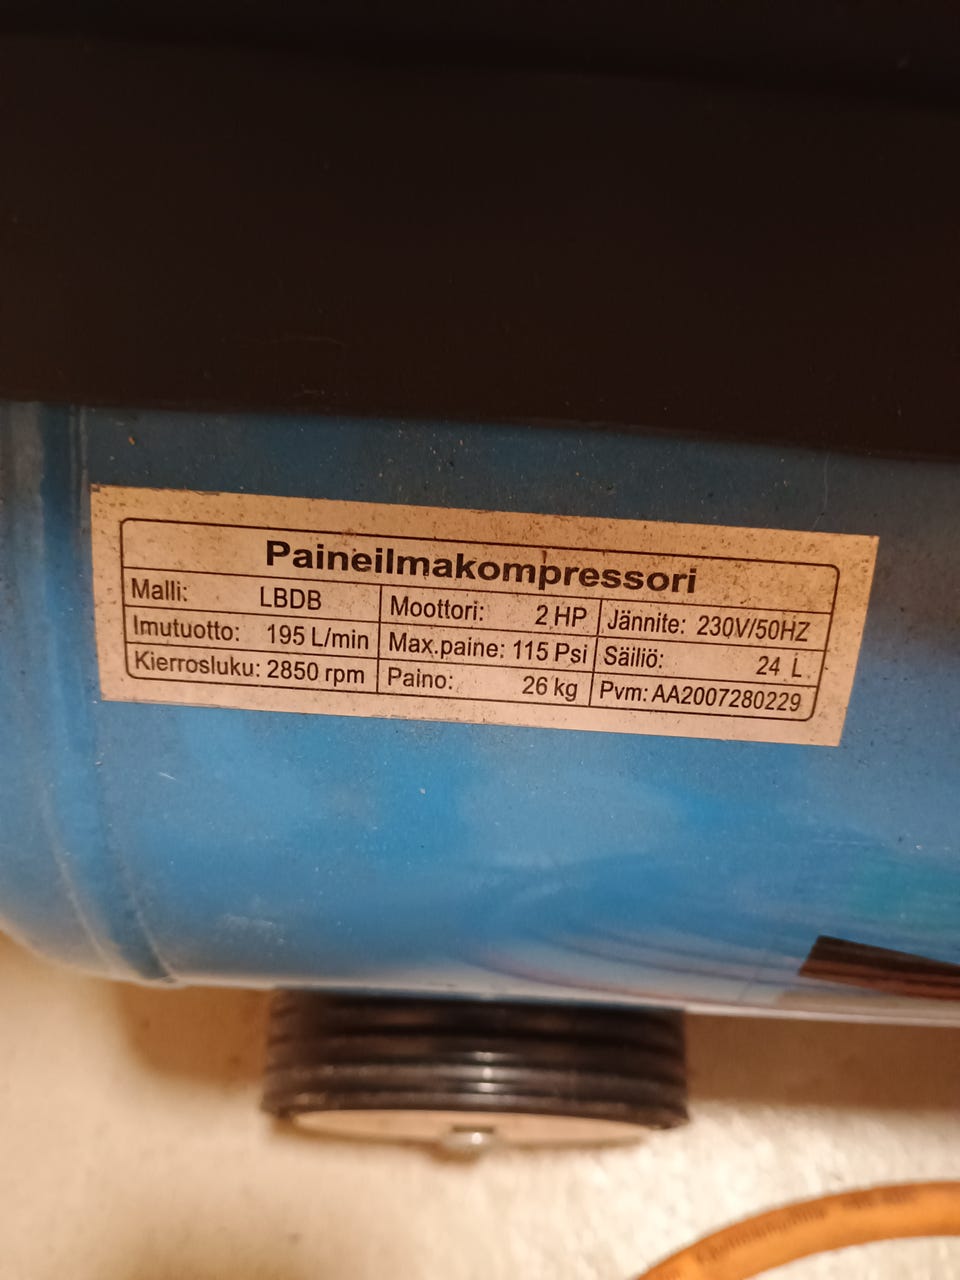 Paineilmakompressori
Malli: LBDB Moottori: 2 HP Jännite: 230V/50HZ
Imutuotto: 195 L/min Max.paine: 115 Psi Säiliö: 24 L
Kierrosluku: 2850 rpm Paino: 26 kg Pvm: AA2007280229